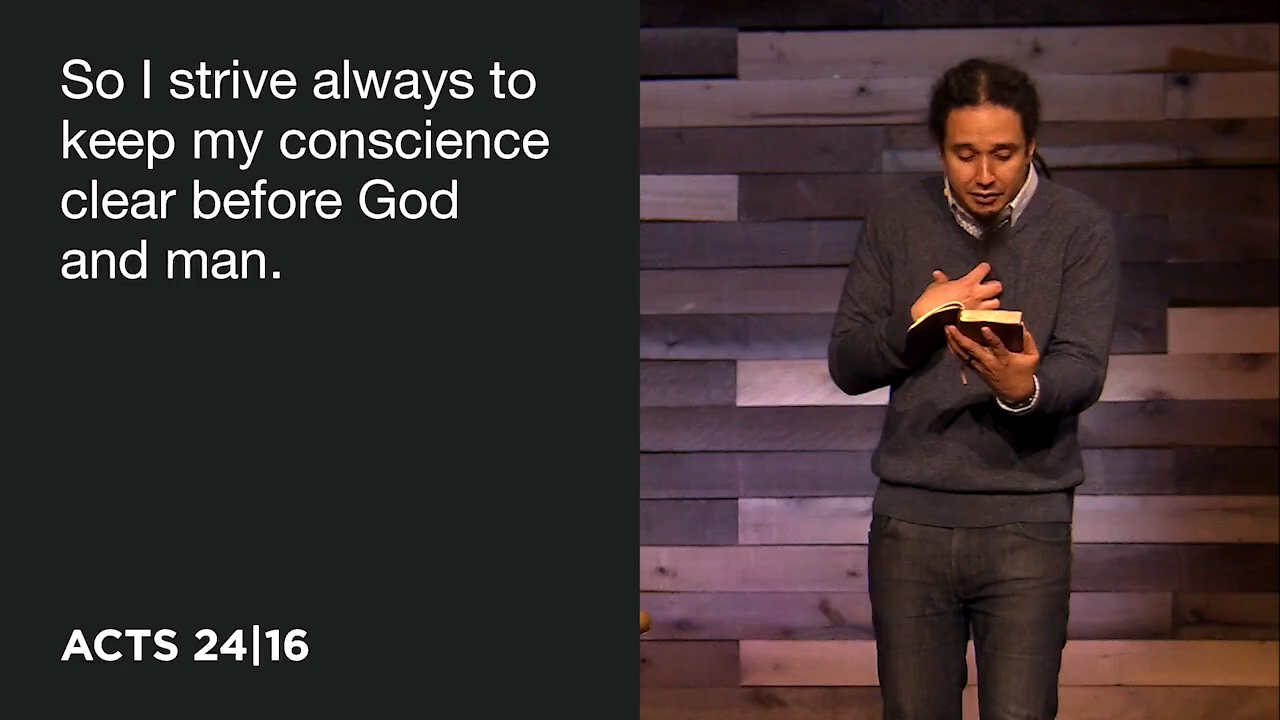 So I strive always to
keep my conscience
clear before God
and man.
ACTS 24|16